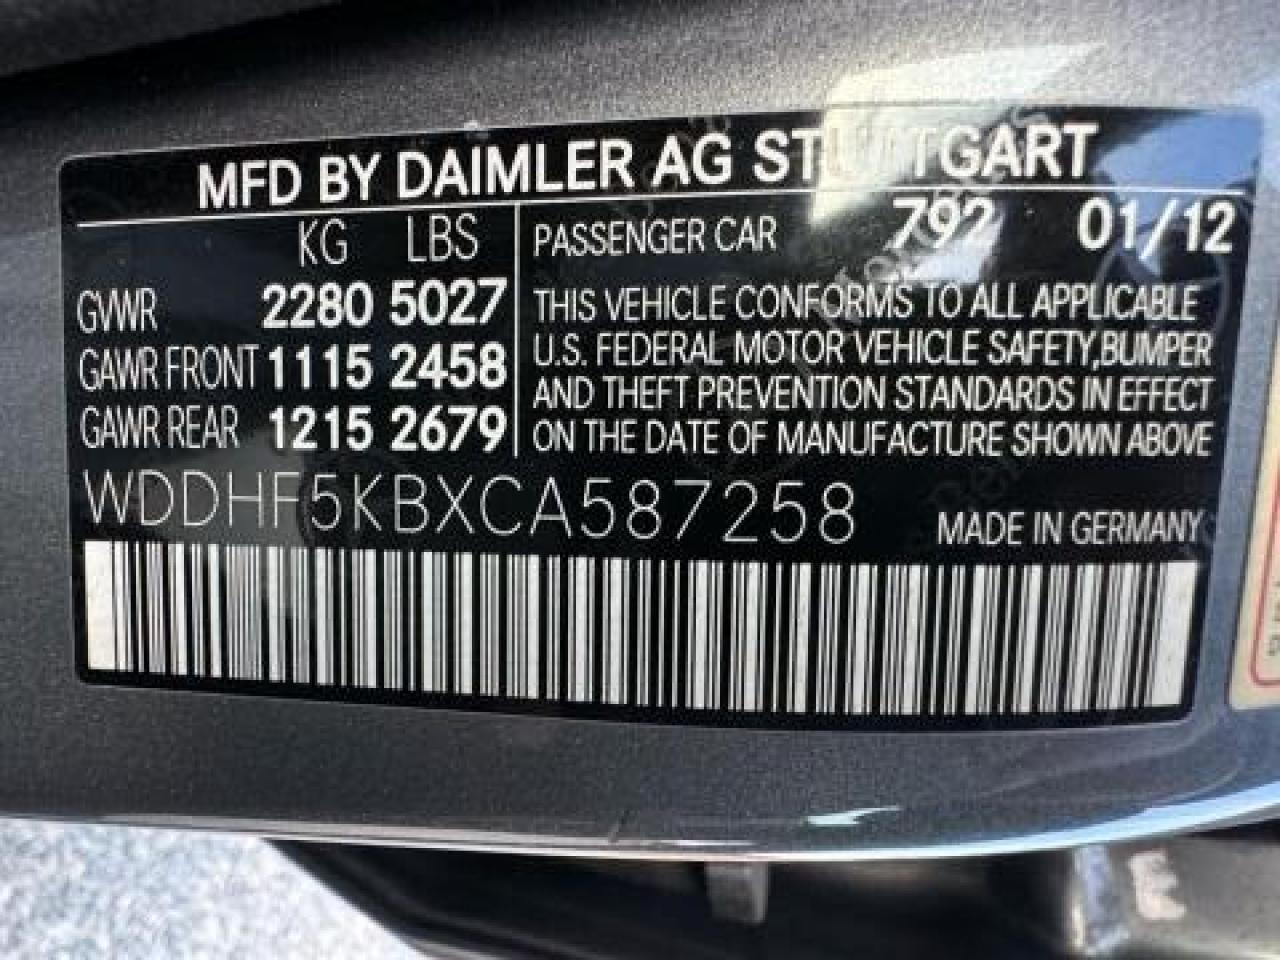 MFD BY DAIMLER AG STUTTGART
KG LBS
GVWR 2280 5027
GAWR FRONT 1115 2458
GAWR REAR 1215 2679
PASSENGER CAR 792 01/12
THIS VEHICLE CONFORMS TO ALL APPLICABLE
U.S. FEDERAL MOTOR VEHICLE SAFETY, BUMPER
AND THEFT PREVENTION STANDARDS IN EFFECT
ON THE DATE OF MANUFACTURE SHOWN ABOVE
WDDHF5KBXCA587258
MADE IN GERMANY